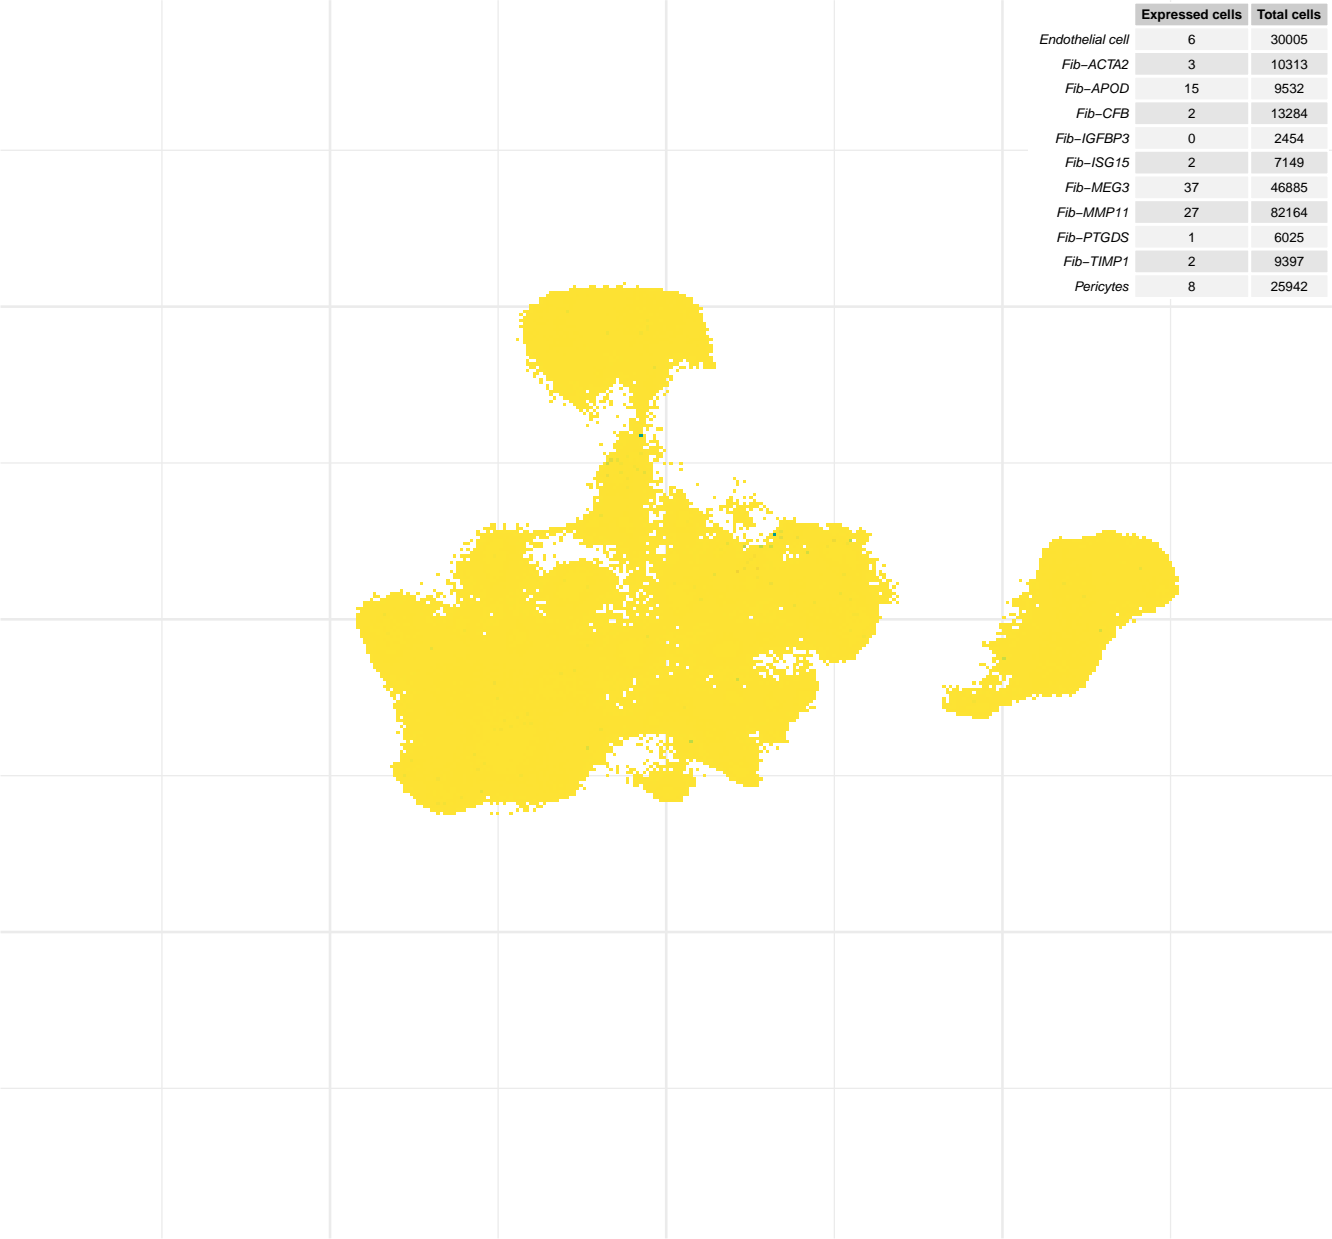 Expressed cells Total cells
Endothelial cell 6 30005
Fib−ACTA2 3 10313
Fib−APOD 15 9532
Fib−CFB 2 13284
Fib−IGFBP3 0 2454
Fib−ISG15 2 7149
Fib−MEG3 37 46885
Fib−MMP11 27 82164
Fib−PTGDS 1 6025
Fib−TIMP1 2 9397
Pericytes 8 25942